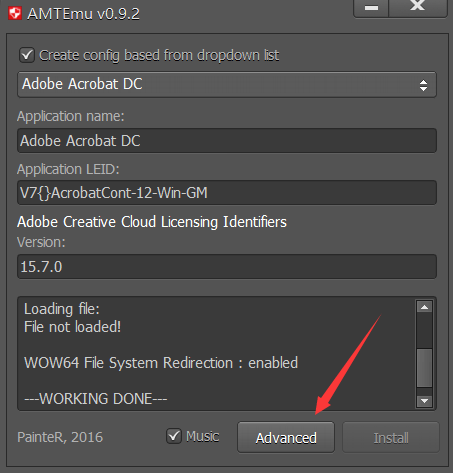 AMTEmu v0.9.2
Create config based from dropdown list
Adobe Acrobat DC
Application name:
Adobe Acrobat DC
Application LEID:
V7{}AcrobatCont-12-Win-GM
Adobe Creative Cloud Licensing Identifiers
Version:
15.7.0
Loading file:
File not loaded!
WOW64 File System Redirection : enabled
---WORKING DONE---
PainteR, 2016 Music Advanced Install